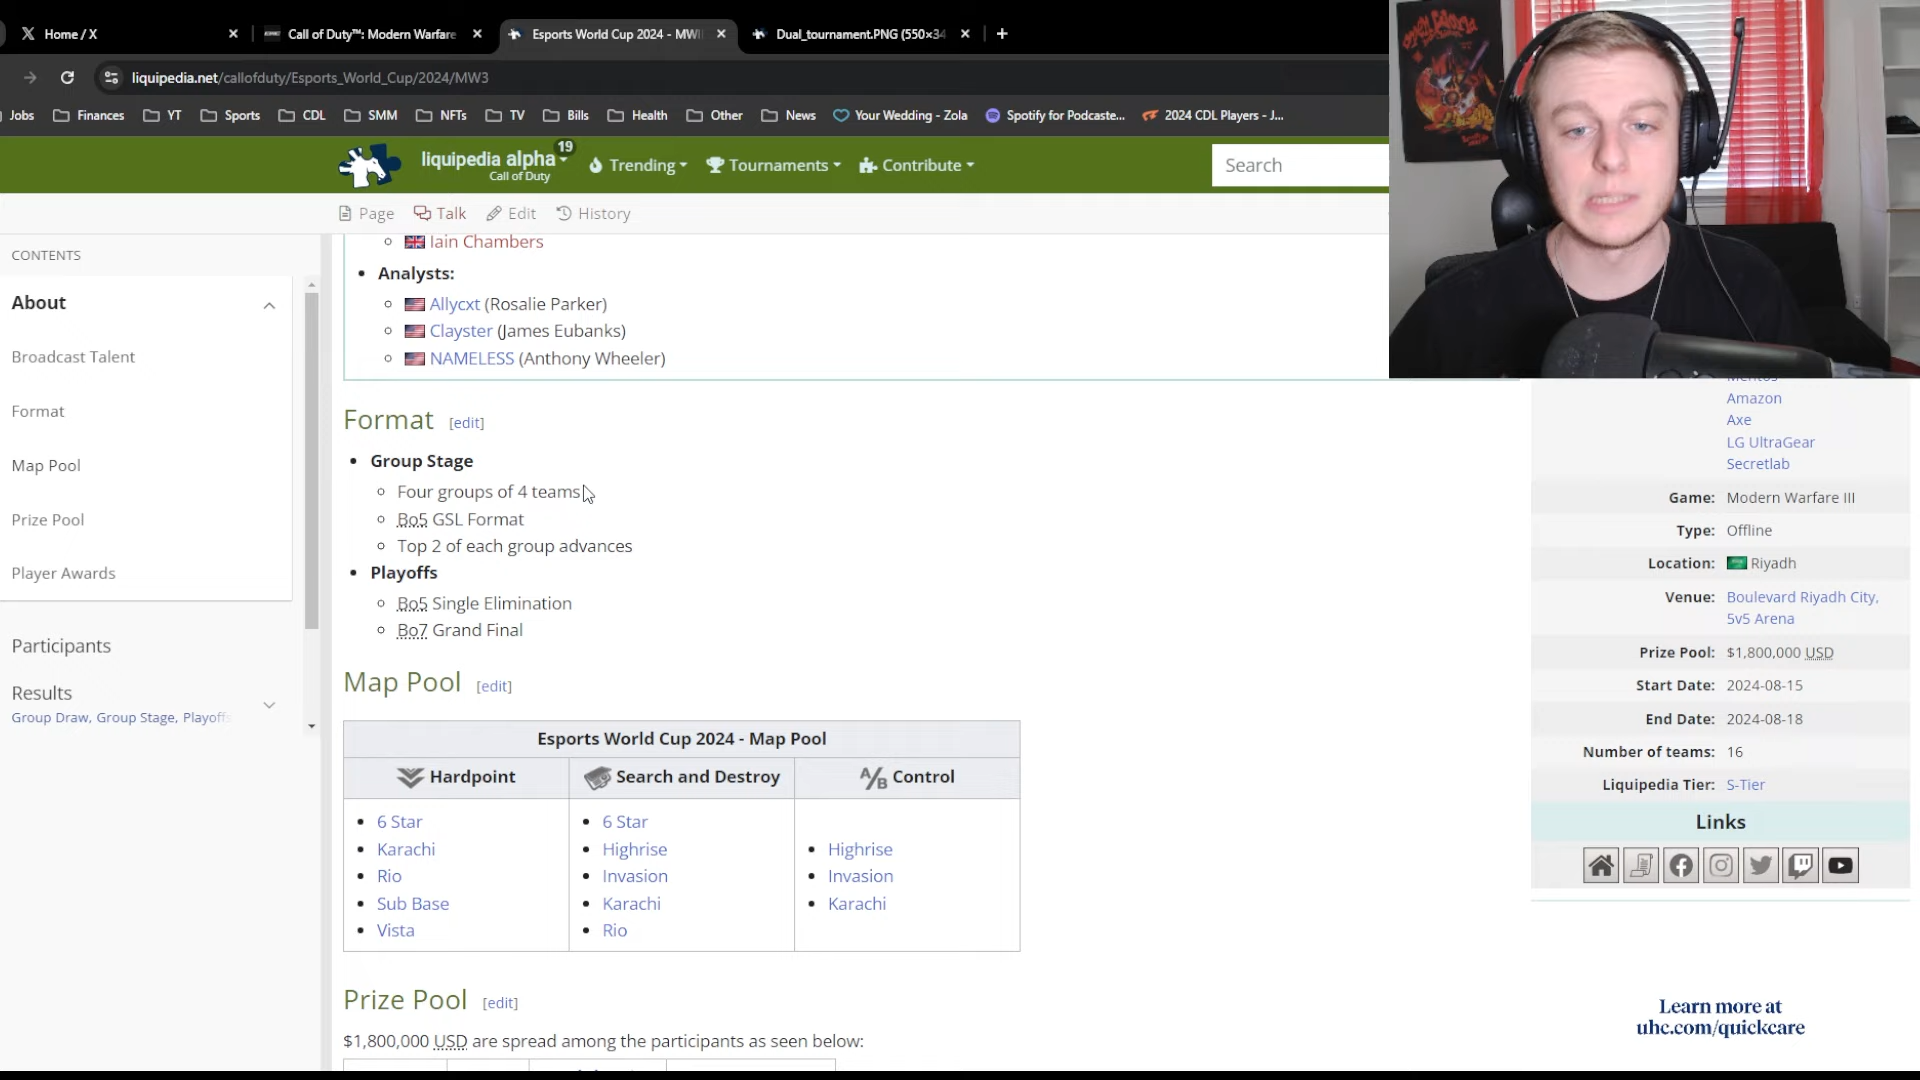 Home / X
Call of Duty™: Modern Warfare
Esports World Cup 2024 - MWI
Dual_tournament.PNG (550×34
liquipedia.net/callofduty/Esports_World_Cup/2024/MW3
Jobs
Finances
YT
Sports
CDL
SMM
NFTs
TV
Bills
Health
Other
News
Your Wedding - Zola
Spotify for Podcaste...
2024 CDL Players - J...
liquipedia alpha
19
Call of Duty
Trending
Tournaments
Contribute
Search
Page
Talk
Edit
History
CONTENTS
About
Broadcast Talent
Format
Map Pool
Prize Pool
Player Awards
Participants
Results
Group Draw, Group Stage, Playoffs
Iain Chambers
Analysts:
Allycxt (Rosalie Parker)
Clayster (James Eubanks)
NAMELESS (Anthony Wheeler)
Format [edit]
Group Stage
Four groups of 4 teams
Bo5 GSL Format
Top 2 of each group advances
Playoffs
Bo5 Single Elimination
Bo7 Grand Final
Map Pool [edit]
Esports World Cup 2024 - Map Pool
Hardpoint
Search and Destroy
A/B Control
6 Star
Karachi
Rio
Sub Base
Vista
6 Star
Highrise
Invasion
Karachi
Rio
Highrise
Invasion
Karachi
Prize Pool [edit]
$1,800,000 USD are spread among the participants as seen below:
Mentos
Amazon
Axe
LG UltraGear
Secretlab
Game: Modern Warfare III
Type: Offline
Location: Riyadh
Venue: Boulevard Riyadh City,
5v5 Arena
Prize Pool: $1,800,000 USD
Start Date: 2024-08-15
End Date: 2024-08-18
Number of teams: 16
Liquipedia Tier: S-Tier
Links
Learn more at
uhc.com/quickcare